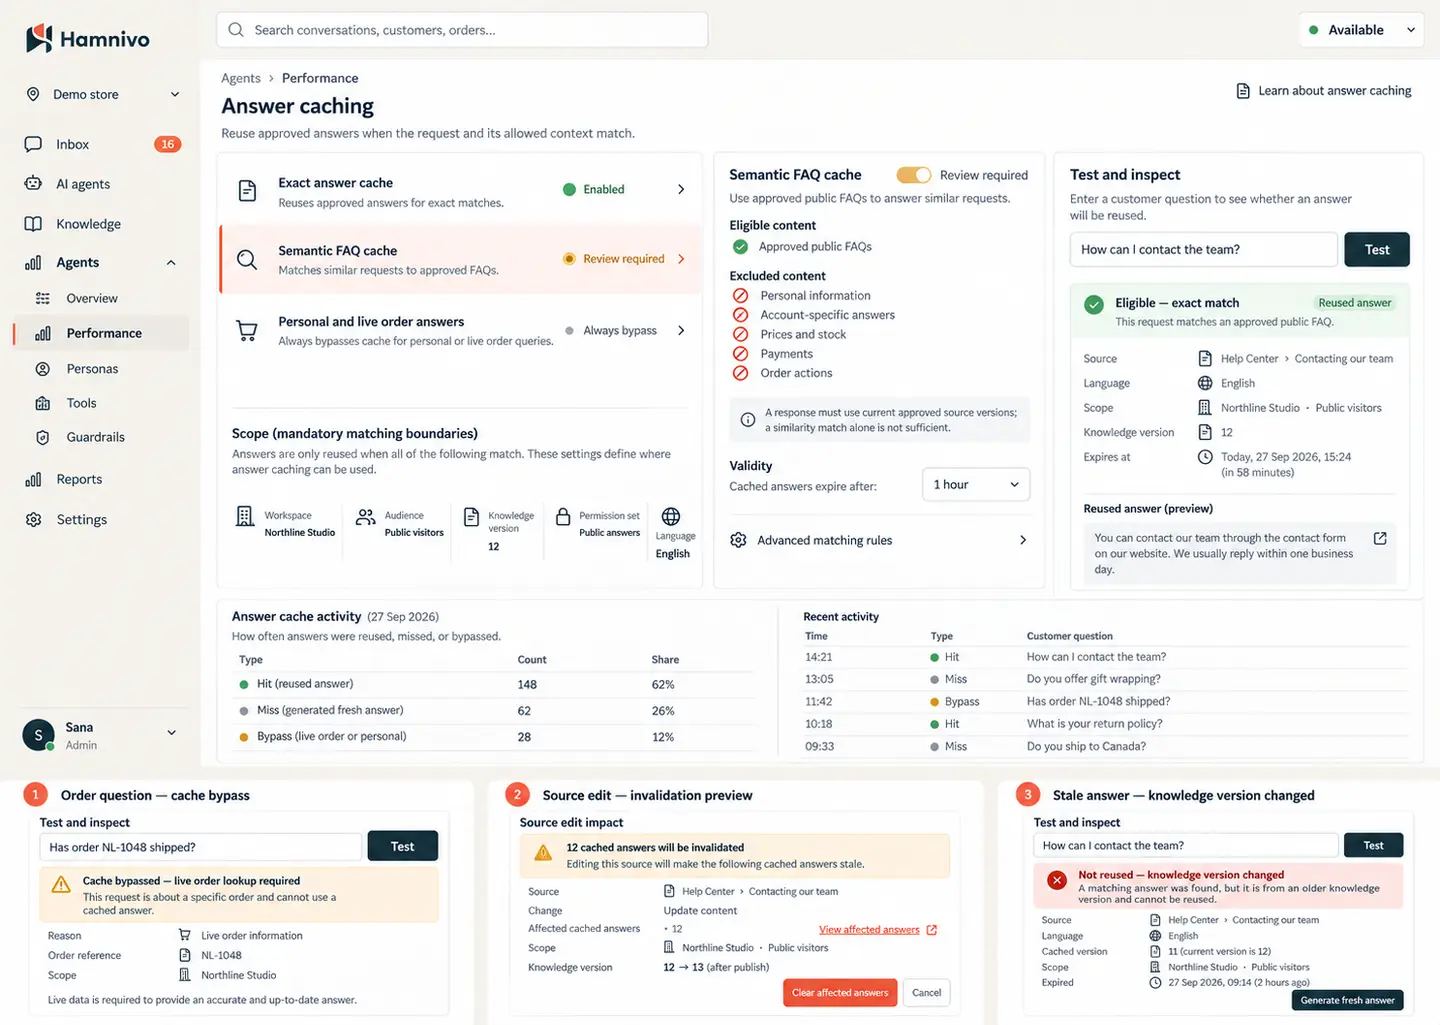 Hamnivo
Search conversations, customers, orders...
Available
Demo store
Inbox
16
AI agents
Knowledge
Agents
Overview
Performance
Personas
Tools
Guardrails
Reports
Settings
S
Sana
Admin
Agents › Performance
Answer caching
Reuse approved answers when the request and its allowed context match.
Learn about answer caching
Exact answer cache
Reuses approved answers for exact matches.
Enabled
Semantic FAQ cache
Matches similar requests to approved FAQs.
Review required
Personal and live order answers
Always bypasses cache for personal or live order queries.
Always bypass
Scope (mandatory matching boundaries)
Answers are only reused when all of the following match. These settings define where
answer caching can be used.
Workspace
Northline Studio
Audience
Public visitors
Knowledge
version
12
Permission set
Public answers
Language
English
Semantic FAQ cache
Review required
Use approved public FAQs to answer similar requests.
Eligible content
Approved public FAQs
Excluded content
Personal information
Account-specific answers
Prices and stock
Payments
Order actions
A response must use current approved source versions;
a similarity match alone is not sufficient.
Validity
Cached answers expire after:
1 hour
Advanced matching rules
Test and inspect
Enter a customer question to see whether an answer
will be reused.
How can I contact the team?
Test
Eligible — exact match
Reused answer
This request matches an approved public FAQ.
Source
Help Center › Contacting our team
Language
English
Scope
Northline Studio • Public visitors
Knowledge version
12
Expires at
Today, 27 Sep 2026, 15:24
(in 58 minutes)
Reused answer (preview)
You can contact our team through the contact form
on our website. We usually reply within one business
day.
Answer cache activity (27 Sep 2026)
How often answers were reused, missed, or bypassed.
Type Count Share
Hit (reused answer) 148 62%
Miss (generated fresh answer) 62 26%
Bypass (live order or personal) 28 12%
Recent activity
Time Type Customer question
14:21 Hit How can I contact the team?
13:05 Miss Do you offer gift wrapping?
11:42 Bypass Has order NL-1048 shipped?
10:18 Hit What is your return policy?
09:33 Miss Do you ship to Canada?
1 Order question — cache bypass
Test and inspect
Has order NL-1048 shipped?
Test
Cache bypassed — live order lookup required
This request is about a specific order and cannot use a
cached answer.
Reason
Live order information
Order reference
NL-1048
Scope
Northline Studio
Live data is required to provide an accurate and up-to-date answer.
2 Source edit — invalidation preview
Source edit impact
12 cached answers will be invalidated
Editing this source will make the following cached answers stale.
Source
Help Center › Contacting our team
Change
Update content
Affected cached answers
• 12
View affected answers
Scope
Northline Studio • Public visitors
Knowledge version
12 → 13 (after publish)
Clear affected answers
Cancel
3 Stale answer — knowledge version changed
Test and inspect
How can I contact the team?
Test
Not reused — knowledge version changed
A matching answer was found, but it is from an older knowledge
version and cannot be reused.
Source
Help Center › Contacting our team
Language
English
Cached version
11 (current version is 12)
Scope
Northline Studio • Public visitors
Expired
27 Sep 2026, 09:14 (2 hours ago)
Generate fresh answer